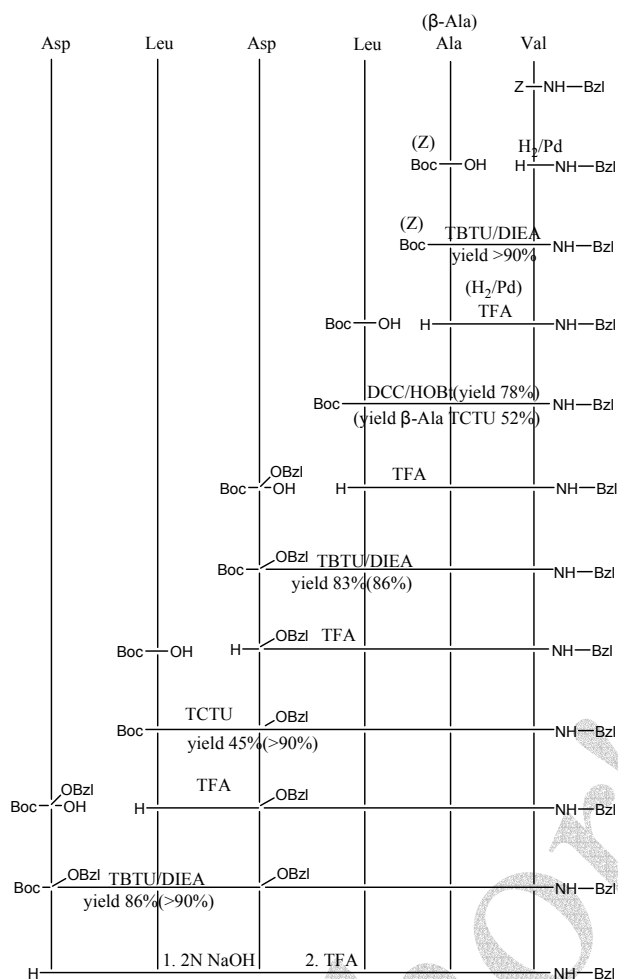 (β-Ala)
Asp Leu Asp Leu Ala Val
Z NH Bzl
(Z) H2/Pd
Boc OH H NH Bzl
(Z) TBTU/DIEA
Boc NH Bzl
yield >90%
(H2/Pd)
Boc OH H TFA NH Bzl
DCC/HOBt(yield 78%)
Boc NH Bzl
(yield β-Ala TCTU 52%)
OBzl TFA
Boc OH H NH Bzl
OBzl TBTU/DIEA
Boc NH Bzl
yield 83%(86%)
OBzl TFA
Boc OH H NH Bzl
TCTU OBzl
Boc NH Bzl
yield 45%(>90%)
OBzl TFA OBzl
Boc OH H NH Bzl
OBzl TBTU/DIEA OBzl
Boc NH Bzl
yield 86%(>90%)
1. 2N NaOH 2. TFA
H NH Bzl